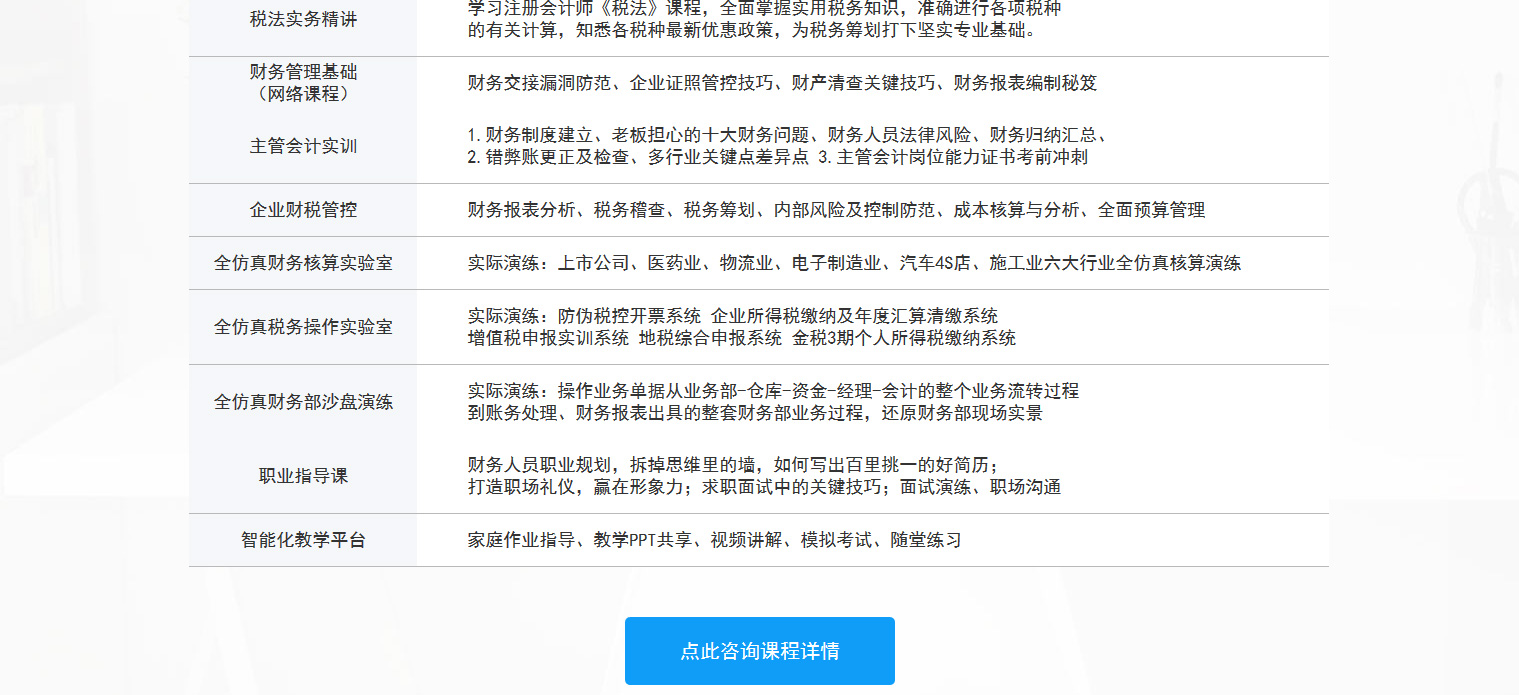 学习注册会计师《税法》课程，全面掌握实用税务知识，准确进行各项税种
税法实务精讲
的有关计算，知悉各税种最新优惠政策，为税务筹划打下坚实专业基础。
财务管理基础
（网络课程）
财务交接漏洞防范、企业证照管控技巧、财产清查关键技巧、财务报表编制秘笈
主管会计实训
1.财务制度建立、老板担心的十大财务问题、财务人员法律风险、财务归纳汇总、
2.错弊账更正及检查、多行业关键点差异点 3.主管会计岗位能力证书考前冲刺
企业财税管控
财务报表分析、税务稽查、税务筹划、内部风险及控制防范、成本核算与分析、全面预算管理
全仿真财务核算实验室
实际演练：上市公司、医药业、物流业、电子制造业、汽车4S店、施工业六大行业全仿真核算演练
全仿真税务操作实验室
实际演练：防伪税控开票系统 企业所得税缴纳及年度汇算清缴系统
增值税申报实训系统 地税综合申报系统 金税3期个人所得税缴纳系统
全仿真财务部沙盘演练
实际演练：操作业务单据从业务部-仓库-资金-经理-会计的整个业务流转过程
到账务处理、财务报表出具的整套财务部业务过程，还原财务部现场实景
职业指导课
财务人员职业规划，拆掉思维里的墙，如何写出百里挑一的好简历；
打造职场礼仪，赢在形象力；求职面试中的关键技巧；面试演练、职场沟通
智能化教学平台
家庭作业指导、教学PPT共享、视频讲解、模拟考试、随堂练习
点此咨询课程详情